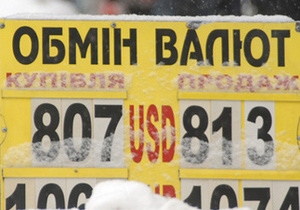 ОБМІН ВАЛЮТ
КУПІВЛЯ ПРОДАЖ
807 USD 813